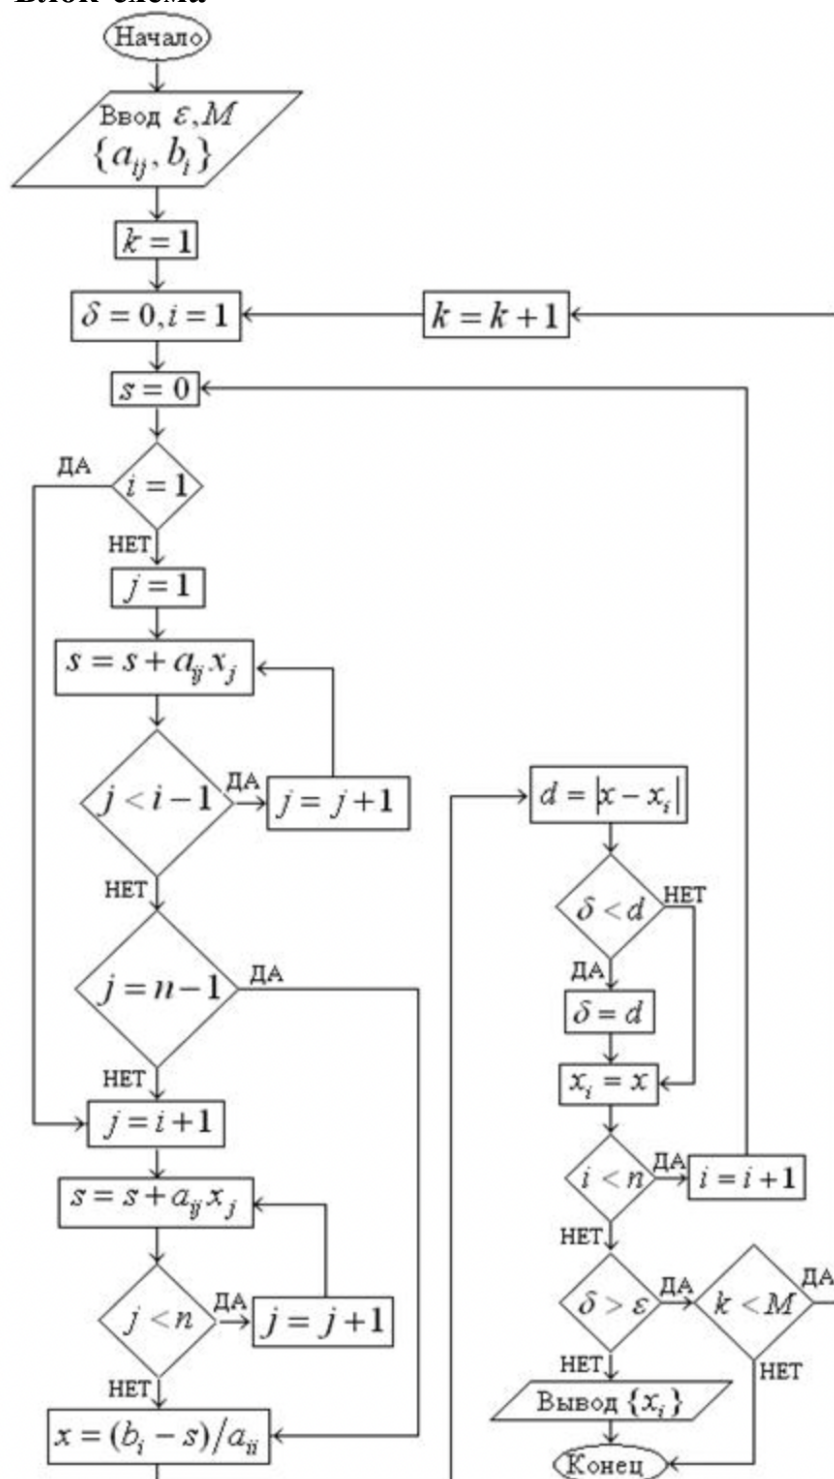 Блок-схема
Начало
Ввод ε, M
{a_ij, b_i}
k = 1
δ = 0, i = 1
k = k + 1
s = 0
ДА
i = 1
НЕТ
j = 1
s = s + a_ij x_j
j < i − 1
ДА
j = j + 1
НЕТ
j = n − 1
ДА
НЕТ
j = i + 1
s = s + a_ij x_j
j < n
ДА
j = j + 1
НЕТ
x = (b_i − s)/a_ii
d = |x − x_i|
δ < d
НЕТ
ДА
δ = d
x_i = x
i < n
ДА
i = i + 1
НЕТ
δ > ε
ДА
k < M
ДА
НЕТ
НЕТ
Вывод {x_i}
Конец